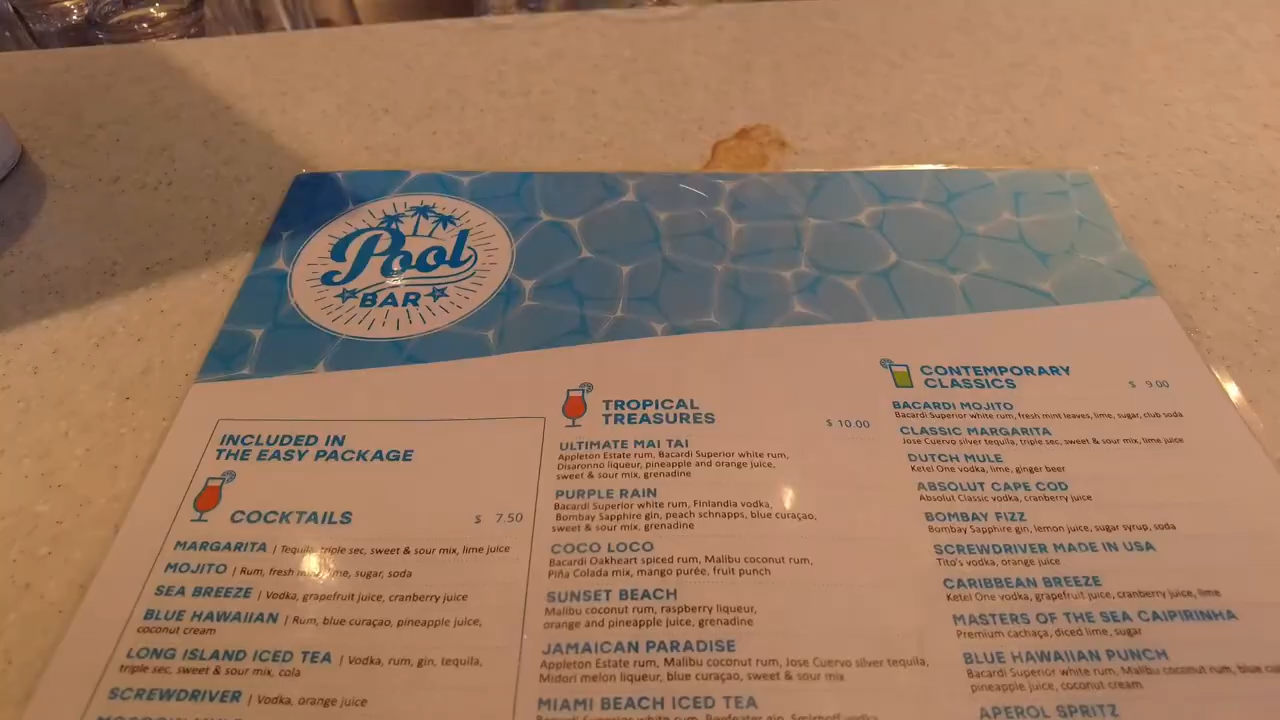 Pool
BAR
INCLUDED IN
THE EASY PACKAGE
COCKTAILS $ 7.50
MARGARITA | Tequila, triple sec, sweet & sour mix, lime juice
MOJITO | Rum, fresh lime, sugar, soda
SEA BREEZE | Vodka, grapefruit juice, cranberry juice
BLUE HAWAIIAN | Rum, blue curaçao, pineapple juice,
coconut cream
LONG ISLAND ICED TEA | Vodka, rum, gin, tequila,
triple sec, sweet & sour mix, cola
SCREWDRIVER | Vodka, orange juice
TROPICAL
TREASURES $ 10.00
ULTIMATE MAI TAI
Appleton Estate rum, Bacardi Superior white rum,
Disaronno liqueur, pineapple and orange juice,
sweet & sour mix, grenadine
PURPLE RAIN
Bacardi Superior white rum, Finlandia vodka,
Bombay Sapphire gin, peach schnapps, blue curaçao,
sweet & sour mix, grenadine
COCO LOCO
Bacardi Oakheart spiced rum, Malibu coconut rum,
Piña Colada mix, mango purée, fruit punch
SUNSET BEACH
Malibu coconut rum, raspberry liqueur,
orange and pineapple juice, grenadine
JAMAICAN PARADISE
Appleton Estate rum, Malibu coconut rum, Jose Cuervo silver tequila,
Midori melon liqueur, blue curaçao, sweet & sour mix
MIAMI BEACH ICED TEA
Bacardi Superior white rum, Beefeater gin, Smirnoff vodka
CONTEMPORARY
CLASSICS $ 9.00
BACARDI MOJITO
Bacardi Superior white rum, fresh mint leaves, lime, sugar, club soda
CLASSIC MARGARITA
Jose Cuervo silver tequila, triple sec, sweet & sour mix, lime juice
DUTCH MULE
Ketel One vodka, lime, ginger beer
ABSOLUT CAPE COD
Absolut Classic vodka, cranberry juice
BOMBAY FIZZ
Bombay Sapphire gin, lemon juice, sugar syrup, soda
SCREWDRIVER MADE IN USA
Tito's vodka, orange juice
CARIBBEAN BREEZE
Ketel One vodka, grapefruit juice, cranberry juice, lime
MASTERS OF THE SEA CAIPIRINHA
Premium cachaça, diced lime, sugar
BLUE HAWAIIAN PUNCH
Bacardi Superior white rum, Malibu coconut rum, blue
pineapple juice, coconut cream
APEROL SPRITZ